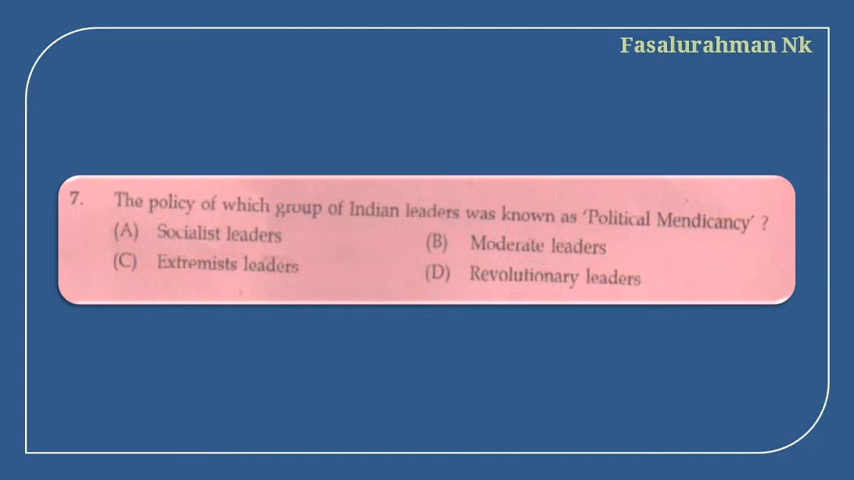 Fasalurahman Nk
7. The policy of which group of Indian leaders was known as 'Political Mendicancy' ?
(A) Socialist leaders (B) Moderate leaders
(C) Extremists leaders (D) Revolutionary leaders